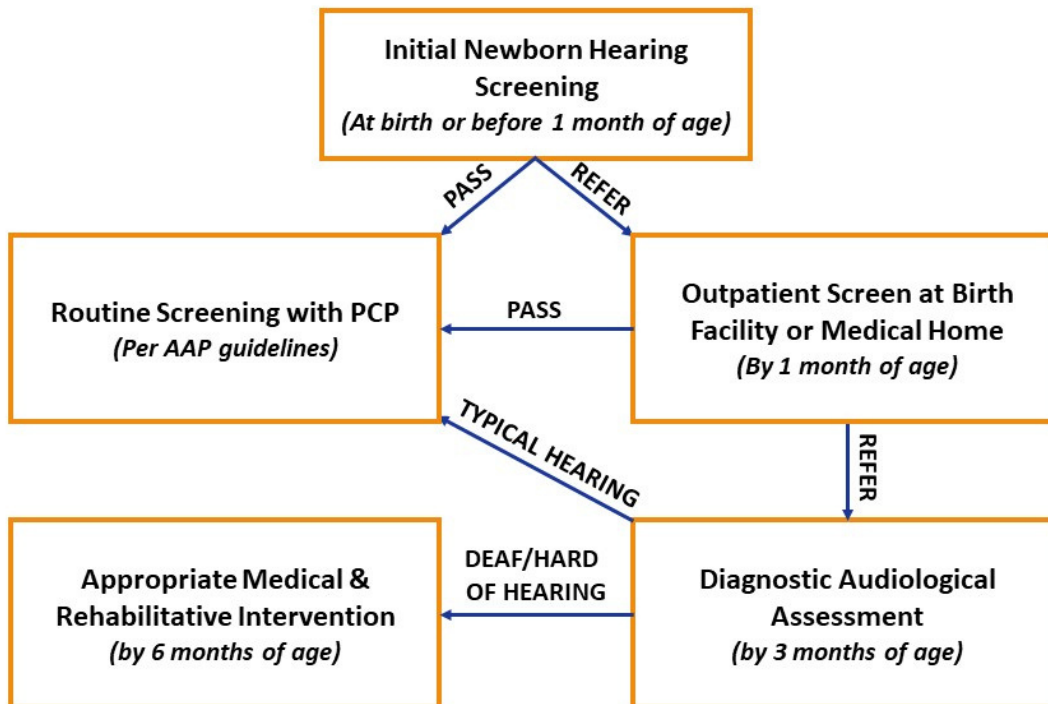 Initial Newborn Hearing
Screening
(At birth or before 1 month of age)
PASS
REFER
Routine Screening with PCP
(Per AAP guidelines)
PASS
Outpatient Screen at Birth
Facility or Medical Home
(By 1 month of age)
TYPICAL HEARING
REFER
Appropriate Medical &
Rehabilitative Intervention
(by 6 months of age)
DEAF/HARD
OF HEARING
Diagnostic Audiological
Assessment
(by 3 months of age)